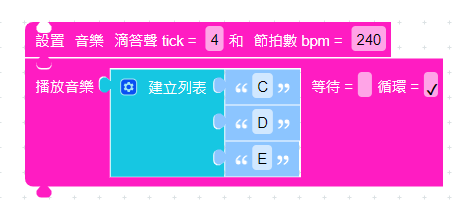 設置 音樂 滴答聲 tick = 4 和 節拍數 bpm = 240
播放音樂 建立列表 “ C ” 等待 = 循環 = ✓
“ D ”
“ E ”